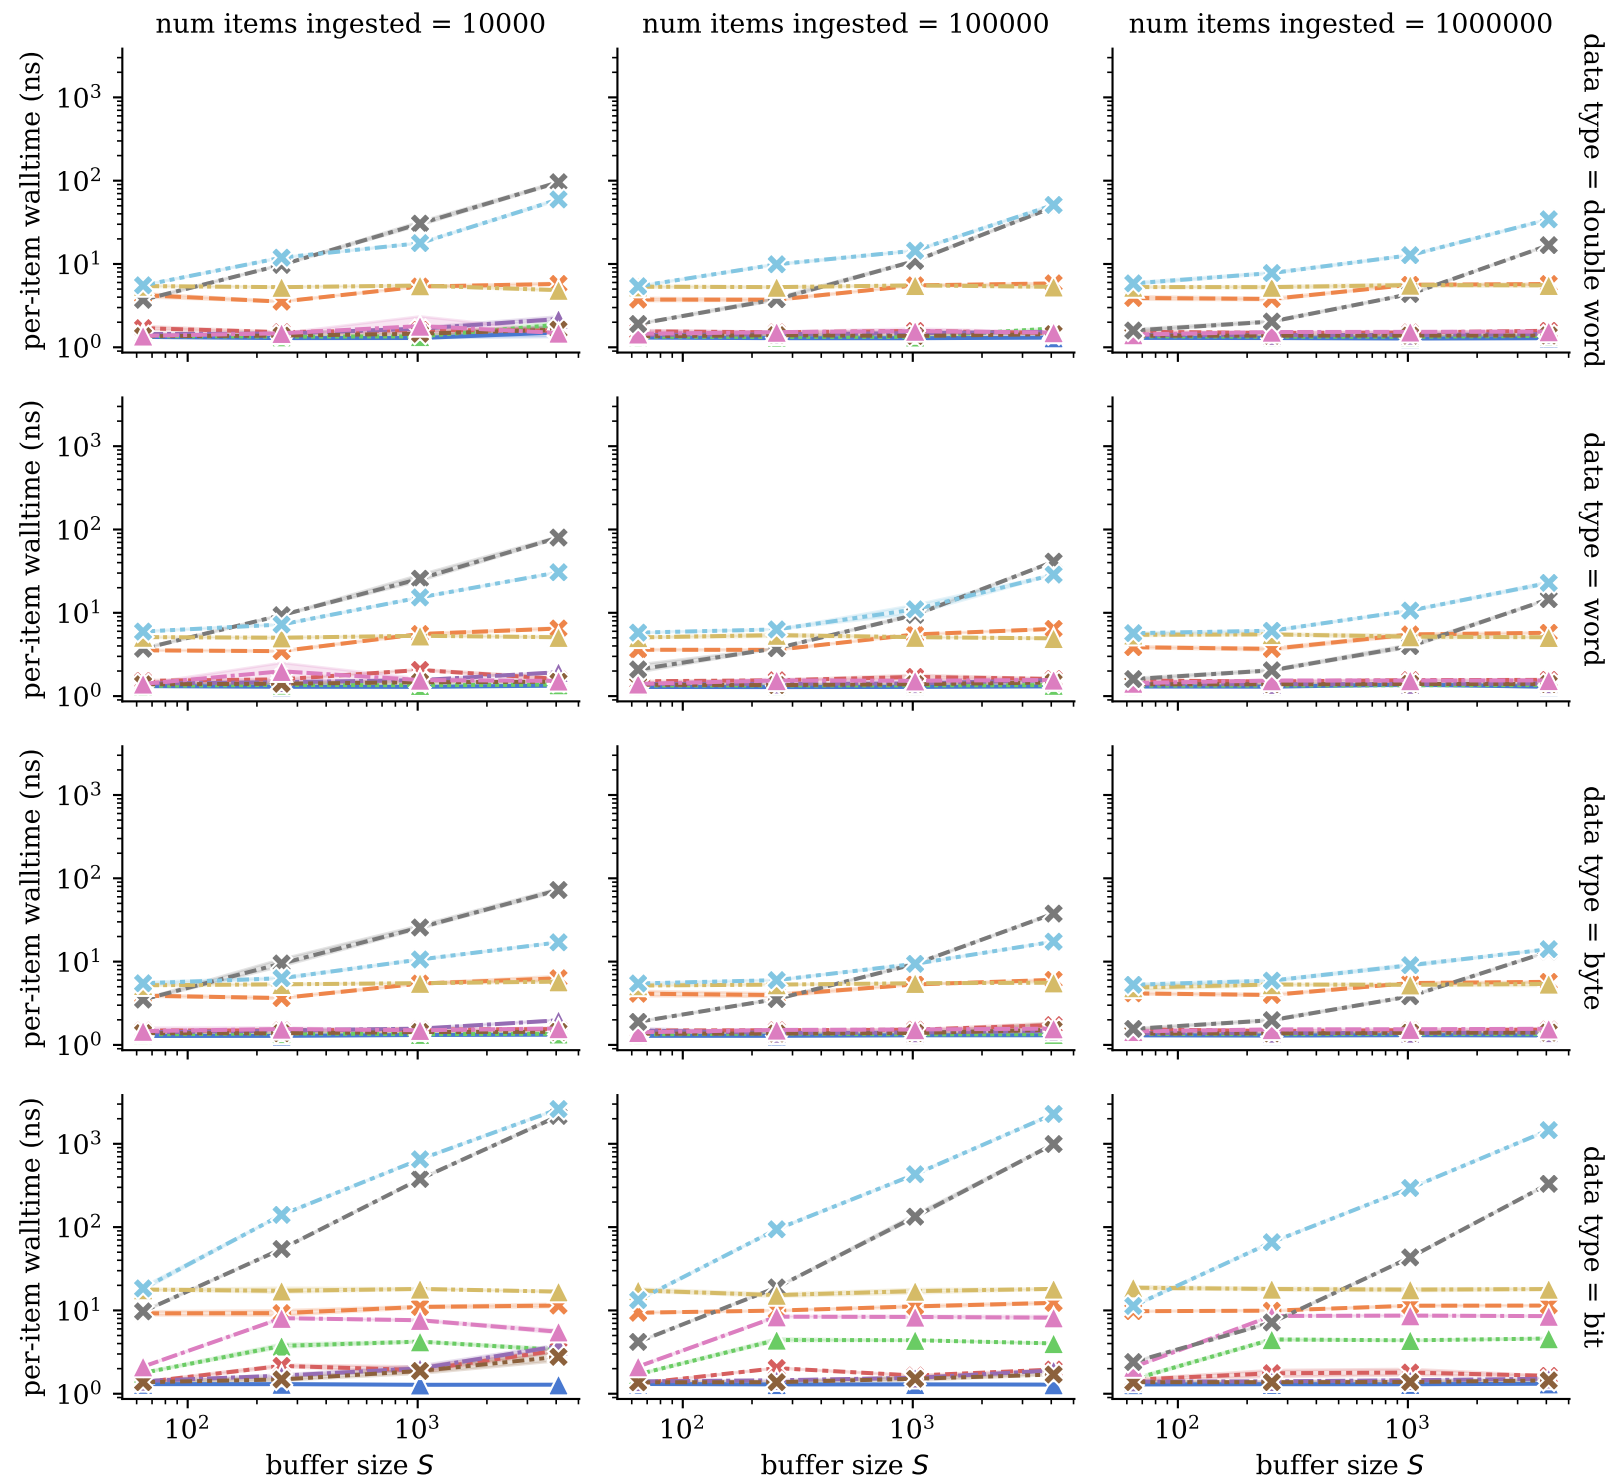 num items ingested = 10000
num items ingested = 100000
num items ingested = 1000000
per-item walltime (ns)
10³
10²
10¹
10⁰
data type = double word
per-item walltime (ns)
10³
10²
10¹
10⁰
data type = word
per-item walltime (ns)
10³
10²
10¹
10⁰
data type = byte
per-item walltime (ns)
10³
10²
10¹
10⁰
data type = bit
10² 10³ 10² 10³ 10² 10³
buffer size S
buffer size S
buffer size S